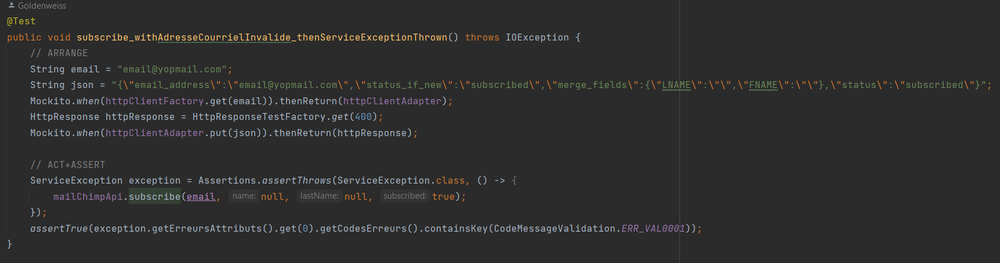 Goldenweiss
@Test
public void subscribe_withAdresseCourrielInvalide_thenServiceExceptionThrown() throws IOException {
// ARRANGE
String email = "email@yopmail.com";
String json = "{\"email_address\":\"email@yopmail.com\",\"status_if_new\":\"subscribed\",\"merge_fields\":{\"LNAME\":\"\",\"FNAME\":\"\"},\"status\":\"subscribed\"}";
Mockito.when(httpClientFactory.get(email)).thenReturn(httpClientAdapter);
HttpResponse httpResponse = HttpResponseTestFactory.get(400);
Mockito.when(httpClientAdapter.put(json)).thenReturn(httpResponse);
// ACT+ASSERT
ServiceException exception = Assertions.assertThrows(ServiceException.class, () -> {
mailChimpApi.subscribe(email, name: null, lastName: null, subscribed: true);
});
assertTrue(exception.getErreursAttributs().get(0).getCodesErreurs().containsKey(CodeMessageValidation.ERR_VAL0001));
}